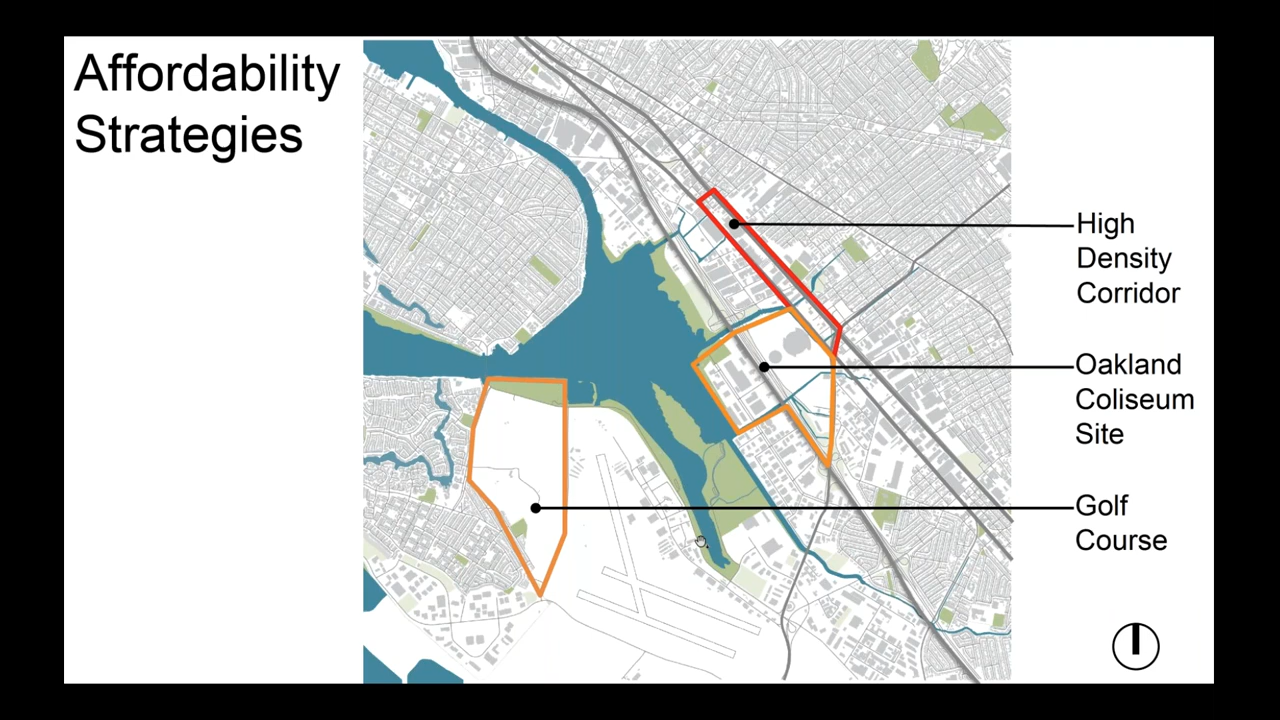 Affordability
Strategies
High
Density
Corridor
Oakland
Coliseum
Site
Golf
Course